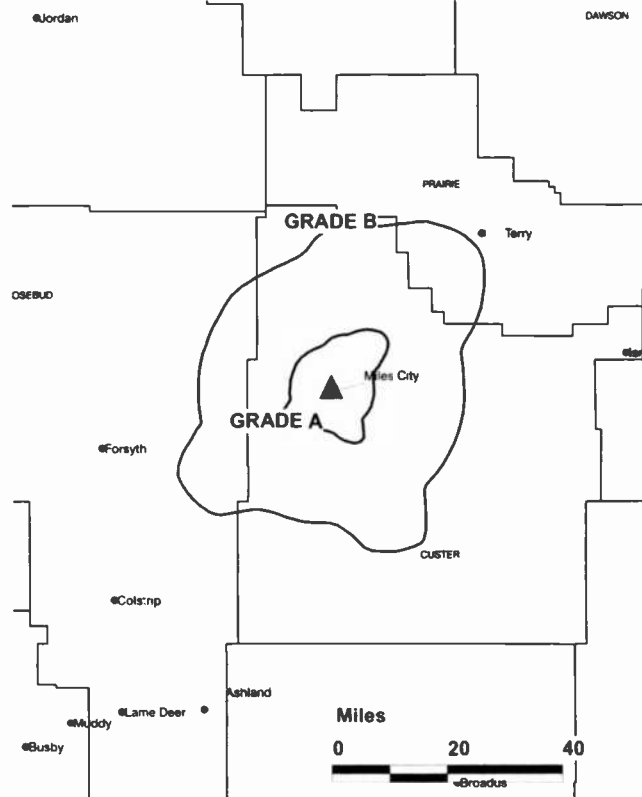 Jordan
DAWSON
PRAIRIE
GRADE B
Terry
OSEBUD
Miles City
GRADE A
Forsyth
CUSTER
Colstrip
Ashland
Lame Deer
Muddy
Busby
Miles
0 20 40
Broadus